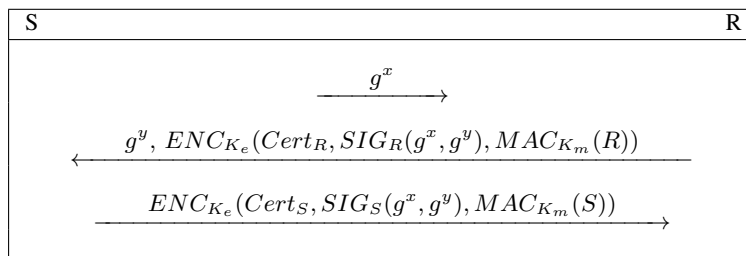 S R
g^x
g^y, ENC_{K_e}(Cert_R, SIG_R(g^x, g^y), MAC_{K_m}(R))
ENC_{K_e}(Cert_S, SIG_S(g^x, g^y), MAC_{K_m}(S))